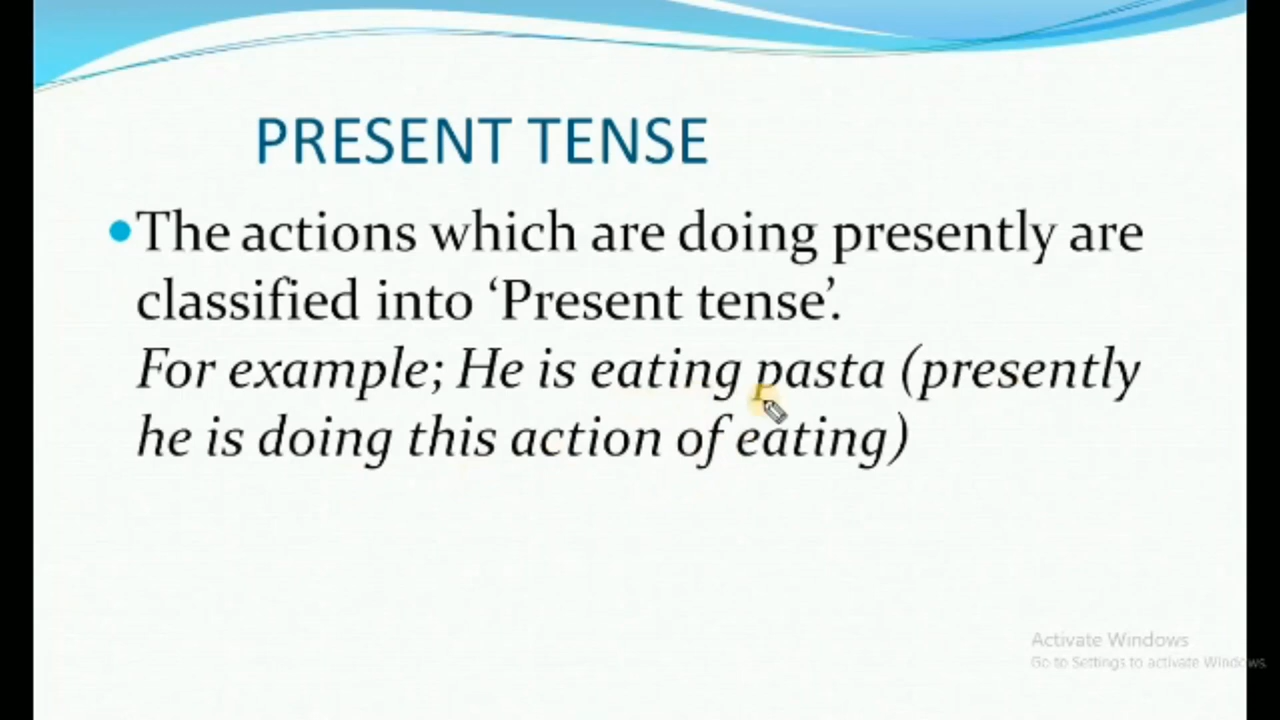 PRESENT TENSE
•The actions which are doing presently are
classified into ‘Present tense’.
For example; He is eating pasta (presently
he is doing this action of eating)
Activate Windows
Go to Settings to activate Windows.